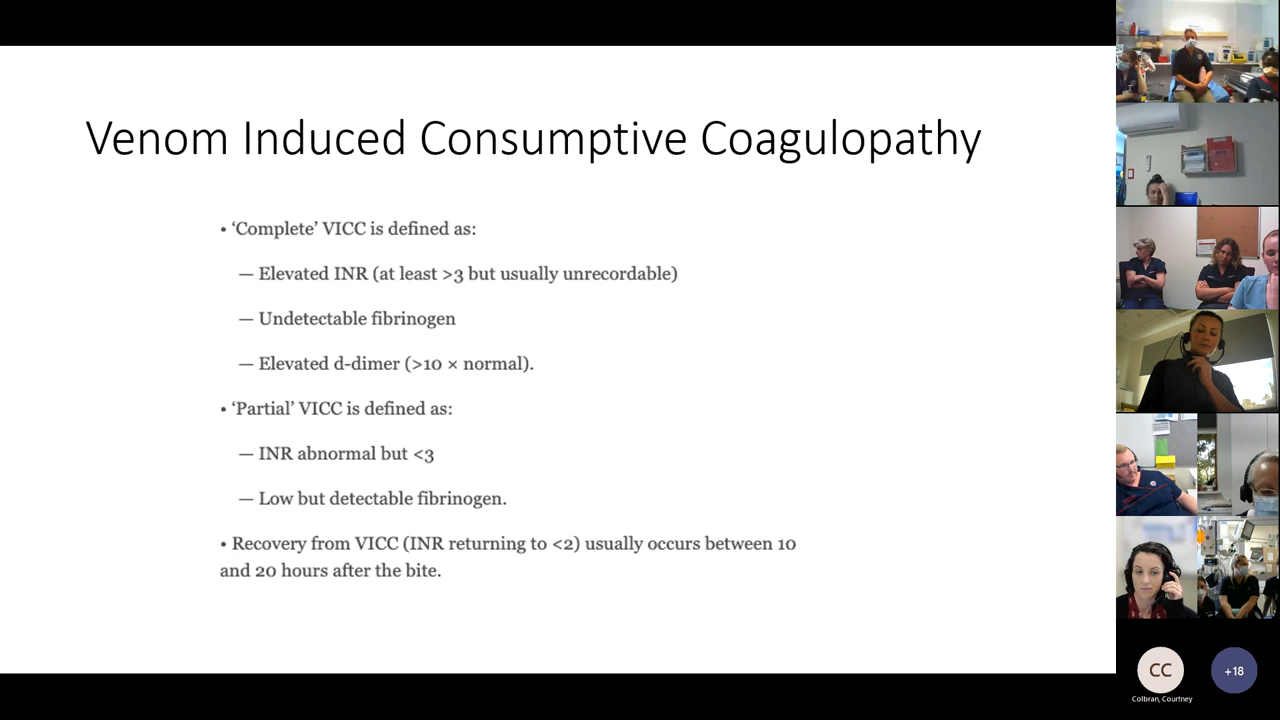 Venom Induced Consumptive Coagulopathy
• ‘Complete’ VICC is defined as:
— Elevated INR (at least >3 but usually unrecordable)
— Undetectable fibrinogen
— Elevated d-dimer (>10 × normal).
• ‘Partial’ VICC is defined as:
— INR abnormal but <3
— Low but detectable fibrinogen.
• Recovery from VICC (INR returning to <2) usually occurs between 10
and 20 hours after the bite.
CC
+18
Colbran, Courtney